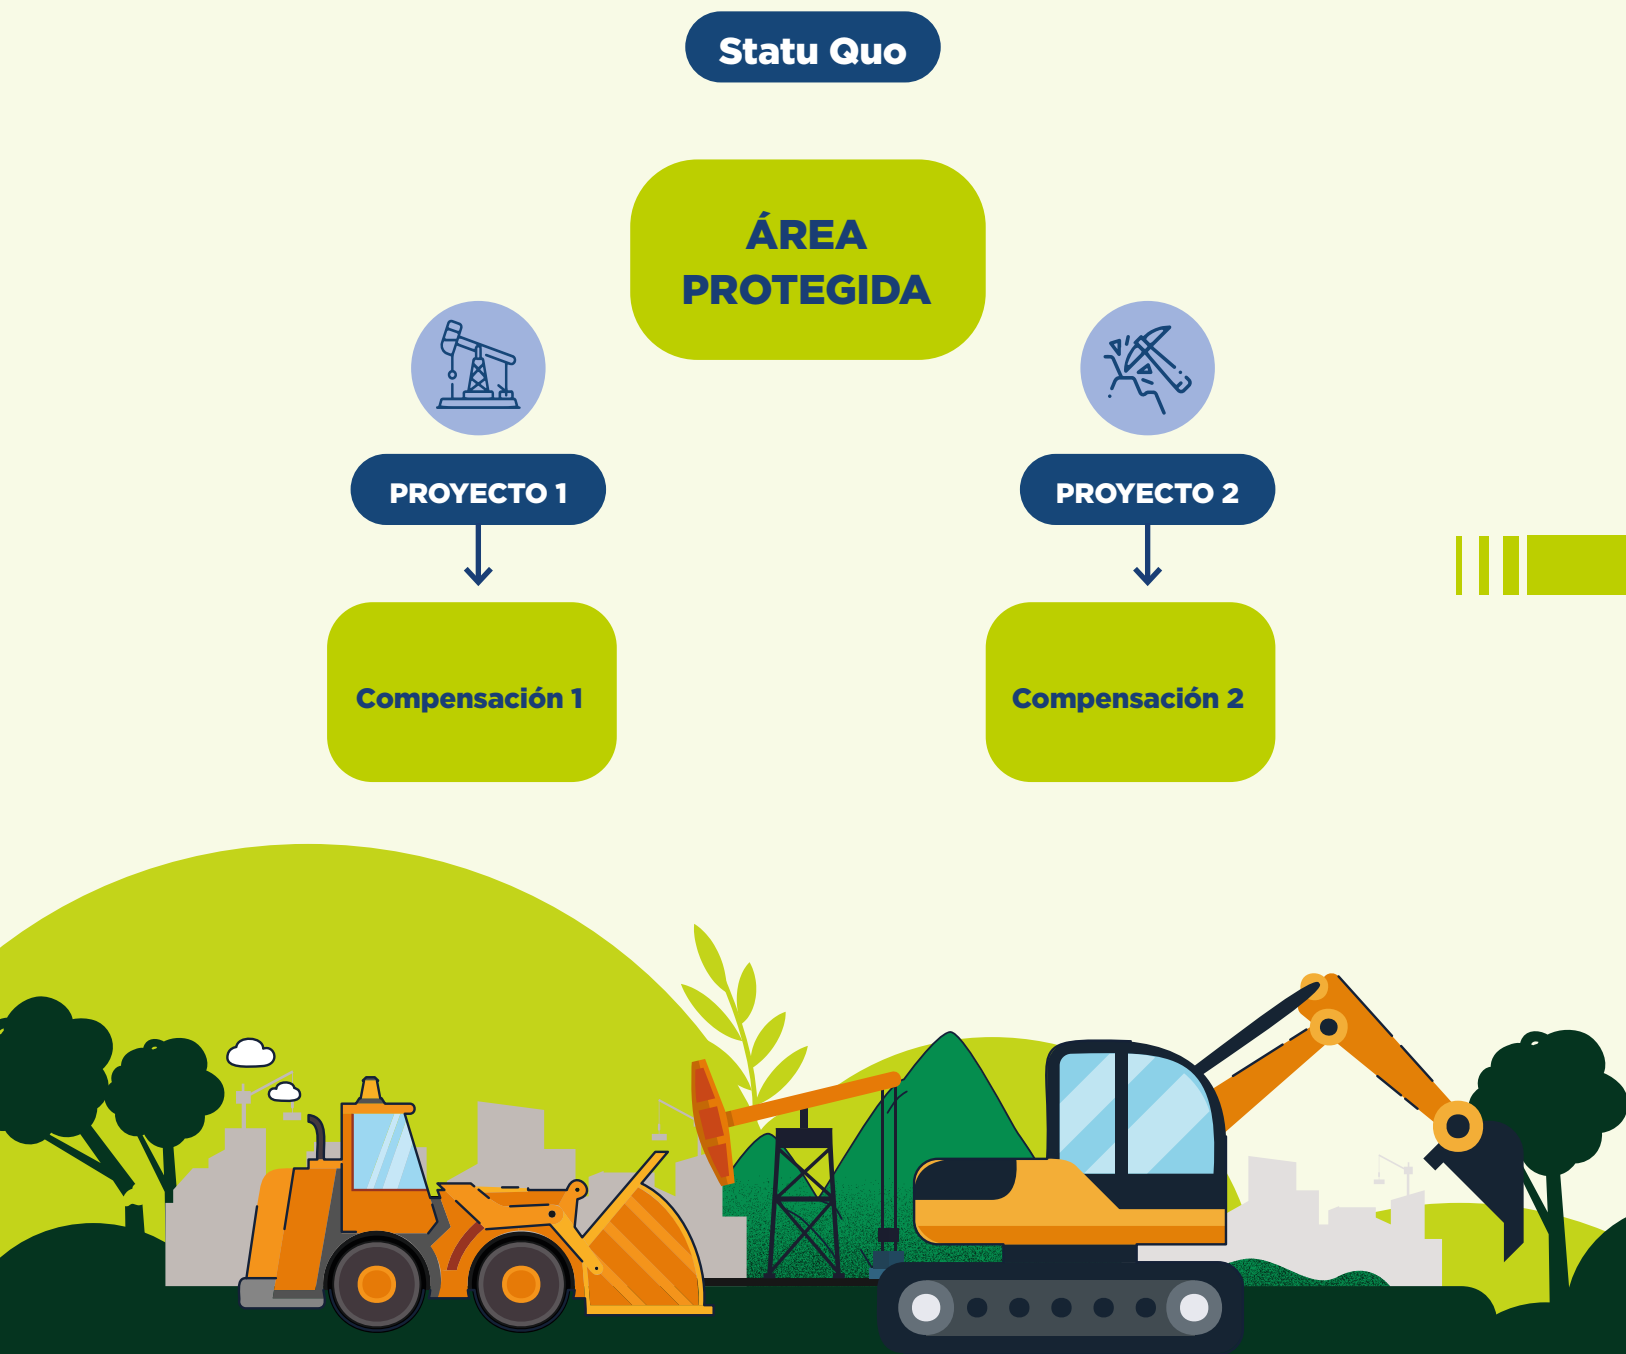 Statu Quo
ÁREA
PROTEGIDA
PROYECTO 1
PROYECTO 2
Compensación 1
Compensación 2